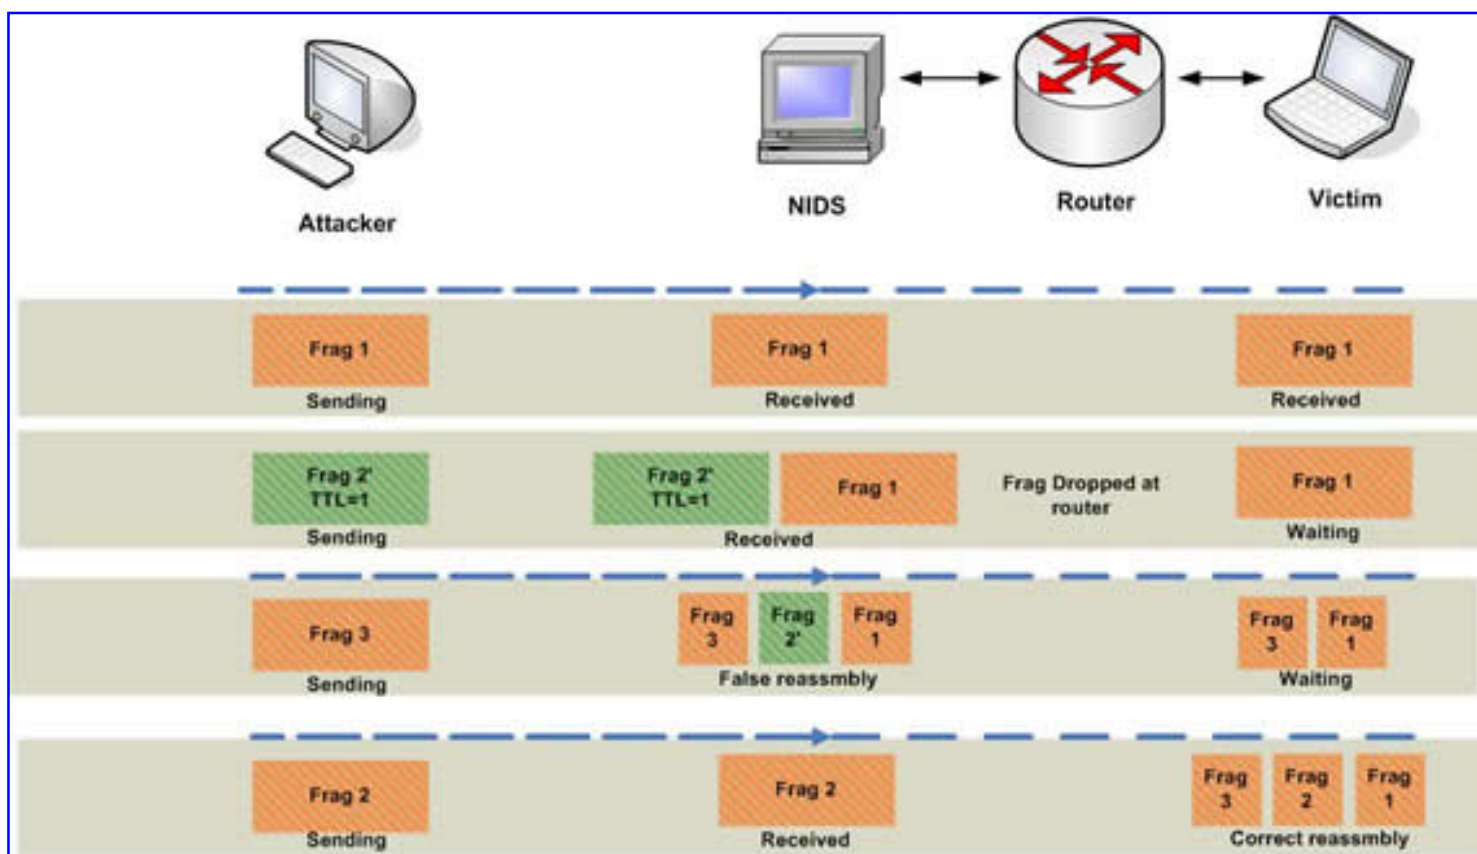 Attacker
NIDS
Router
Victim
Frag 1
Sending
Frag 1
Received
Frag 1
Received
Frag 2'
TTL=1
Sending
Frag 2'
TTL=1
Frag 1
Received
Frag Dropped at
router
Frag 1
Waiting
Frag 3
Sending
Frag
3
Frag
2'
Frag
1
False reassmbly
Frag
3
Frag
1
Waiting
Frag 2
Sending
Frag 2
Received
Frag
3
Frag
2
Frag
1
Correct reassmbly